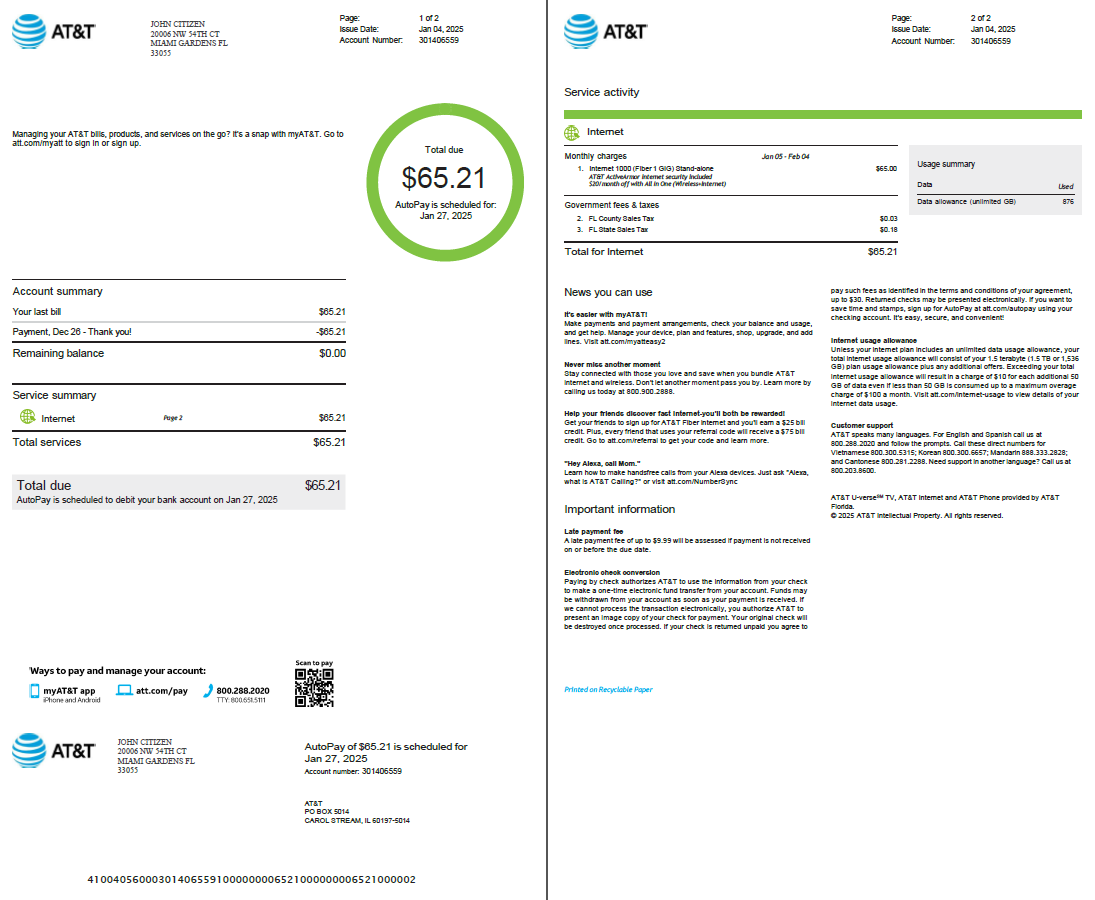 AT&T
JOHN CITIZEN
20006 NW 54TH CT
MIAMI GARDENS FL
33055
Page: 1 of 2
Issue Date: Jan 04, 2025
Account Number: 301406559
Managing your AT&T bills, products, and services on the go? It's a snap with myAT&T. Go to
att.com/myatt to sign in or sign up.
Total due
$65.21
AutoPay is scheduled for:
Jan 27, 2025
Account summary
Your last bill $65.21
Payment, Dec 26 - Thank you! -$65.21
Remaining balance $0.00
Service summary
Internet Page 2 $65.21
Total services $65.21
Total due $65.21
AutoPay is scheduled to debit your bank account on Jan 27, 2025
Ways to pay and manage your account:
myAT&T app
iPhone and Android
att.com/pay
800.288.2020
TTY: 800.651.5111
Scan to pay
AT&T
JOHN CITIZEN
20006 NW 54TH CT
MIAMI GARDENS FL
33055
AutoPay of $65.21 is scheduled for
Jan 27, 2025
Account number: 301406559
AT&T
PO BOX 5014
CAROL STREAM, IL 60197-5014
410040560003014065591000000006521000000006521000002
AT&T
Page: 2 of 2
Issue Date: Jan 04, 2025
Account Number: 301406559
Service activity
Internet
Monthly charges Jan 05 - Feb 04
1. Internet 1000 (Fiber 1 GIG) Stand-alone $65.00
AT&T ActiveArmor Internet security Included
$20/month off with All in One (Wireless+Internet)
Government fees & taxes
2. FL County Sales Tax $0.03
3. FL State Sales Tax $0.18
Total for Internet $65.21
Usage summary
Data Used
Data allowance (unlimited GB) 876
News you can use
It's easier with myAT&T!
Make payments and payment arrangements, check your balance and usage,
and get help. Manage your device, plan and features, shop, upgrade, and add
lines. Visit att.com/myatteasy2
Never miss another moment
Stay connected with those you love and save when you bundle AT&T
Internet and wireless. Don't let another moment pass you by. Learn more by
calling us today at 800.900.2888.
Help your friends discover fast internet-you'll both be rewarded!
Get your friends to sign up for AT&T Fiber Internet and you'll earn a $25 bill
credit. Plus, every friend that uses your referral code will receive a $75 bill
credit. Go to att.com/referral to get your code and learn more.
"Hey Alexa, call Mom."
Learn how to make handsfree calls from your Alexa devices. Just ask "Alexa,
what is AT&T Calling?" or visit att.com/NumberSync
Important information
Late payment fee
A late payment fee of up to $9.99 will be assessed if payment is not received
on or before the due date.
Electronic check conversion
Paying by check authorizes AT&T to use the information from your check
to make a one-time electronic fund transfer from your account. Funds may
be withdrawn from your account as soon as your payment is received. If
we cannot process the transaction electronically, you authorize AT&T to
present an image copy of your check for payment. Your original check will
be destroyed once processed. If your check is returned unpaid you agree to
pay such fees as identified in the terms and conditions of your agreement,
up to $30. Returned checks may be presented electronically. If you want to
save time and stamps, sign up for AutoPay at att.com/autopay using your
checking account. It's easy, secure, and convenient!
Internet usage allowance
Unless your internet plan includes an unlimited data usage allowance, your
total internet usage allowance will consist of your 1.5 terabyte (1.5 TB or 1,536
GB) plan usage allowance plus any additional offers. Exceeding your total
internet usage allowance will result in a charge of $10 for each additional 50
GB of data even if less than 50 GB is consumed up to a maximum overage
charge of $100 a month. Visit att.com/internet-usage to view details of your
internet data usage.
Customer support
AT&T speaks many languages. For English and Spanish call us at
800.288.2020 and follow the prompts. Call these direct numbers for
Vietnamese 800.300.5315; Korean 800.300.6657; Mandarin 888.333.2828;
and Cantonese 800.281.2288. Need support in another language? Call us at
800.203.8600.
AT&T U-verse℠ TV, AT&T Internet and AT&T Phone provided by AT&T
Florida.
© 2025 AT&T Intellectual Property. All rights reserved.
Printed on Recyclable Paper